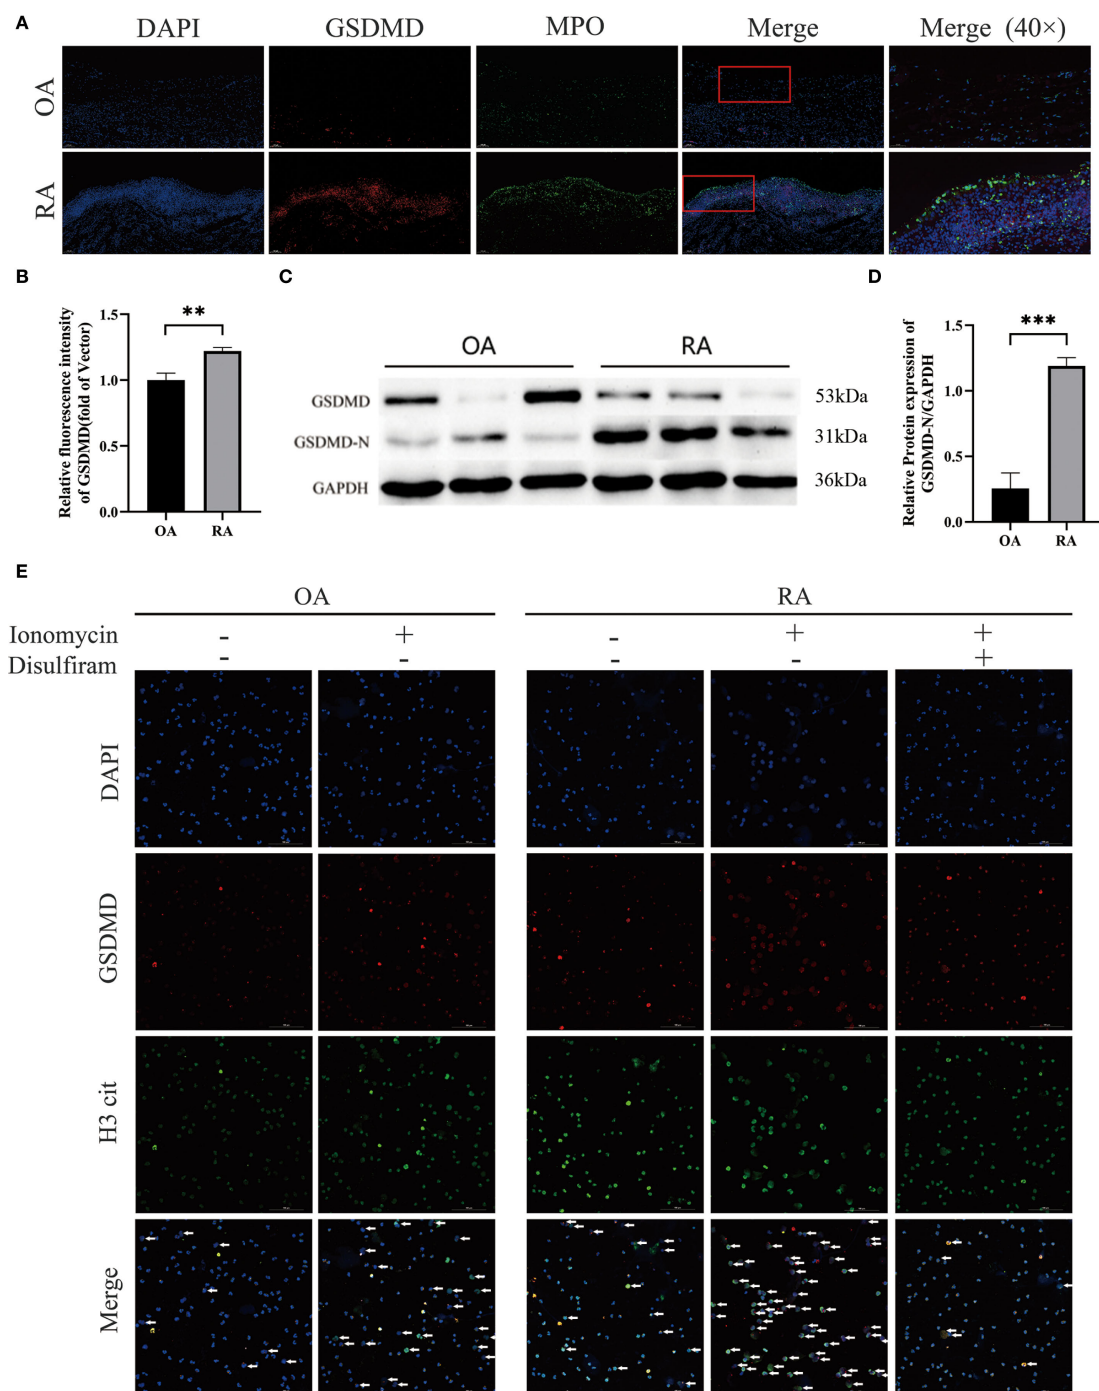 A
DAPI GSDMD MPO Merge Merge (40×)
OA
RA
B
Relative fluorescence intensity
of GSDMD(fold of Vector)
1.5
1.0
0.5
0.0
**
OA RA
C
OA RA
GSDMD 53kDa
GSDMD-N 31kDa
GAPDH 36kDa
D
Relative Protein expression of
GSDMD-N/GAPDH
1.5
1.0
0.5
0.0
***
OA RA
E
OA RA
Ionomycin - + - + +
Disulfiram - - - - +
DAPI
GSDMD
H3 cit
Merge